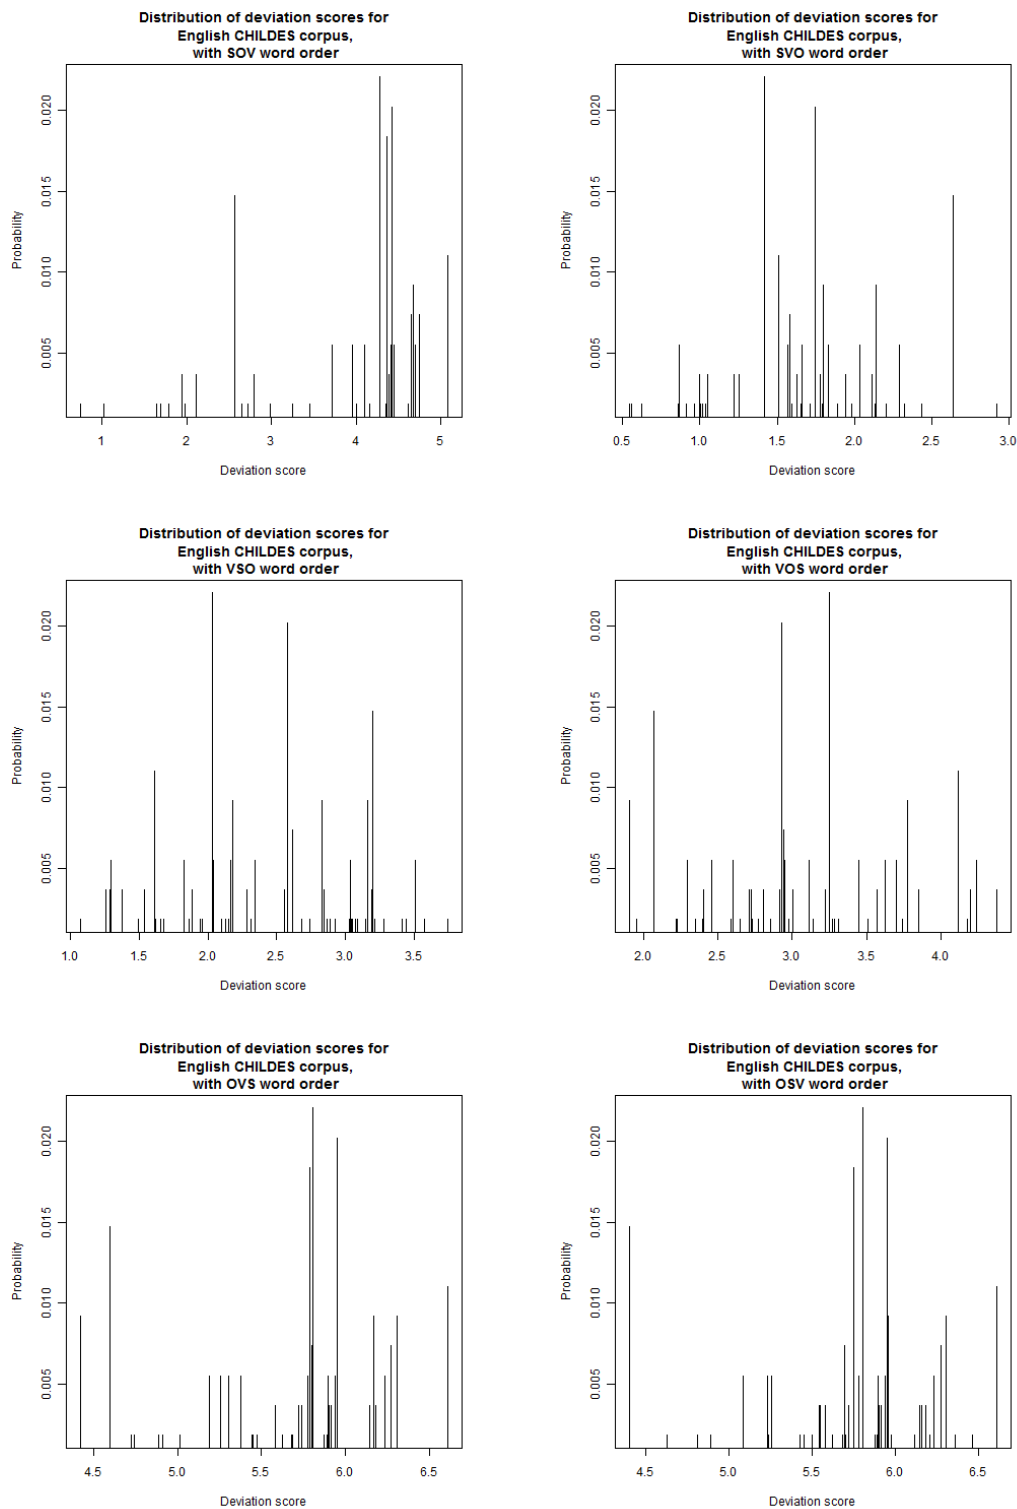 Distribution of deviation scores for
English CHILDES corpus,
with SOV word order
Probability
0.005 0.010 0.015 0.020
1 2 3 4 5
Deviation score
Distribution of deviation scores for
English CHILDES corpus,
with SVO word order
Probability
0.005 0.010 0.015 0.020
0.5 1.0 1.5 2.0 2.5 3.0
Deviation score
Distribution of deviation scores for
English CHILDES corpus,
with VSO word order
Probability
0.005 0.010 0.015 0.020
1.0 1.5 2.0 2.5 3.0 3.5
Deviation score
Distribution of deviation scores for
English CHILDES corpus,
with VOS word order
Probability
0.005 0.010 0.015 0.020
2.0 2.5 3.0 3.5 4.0
Deviation score
Distribution of deviation scores for
English CHILDES corpus,
with OVS word order
Probability
0.005 0.010 0.015 0.020
4.5 5.0 5.5 6.0 6.5
Deviation score
Distribution of deviation scores for
English CHILDES corpus,
with OSV word order
Probability
0.005 0.010 0.015 0.020
4.5 5.0 5.5 6.0 6.5
Deviation score